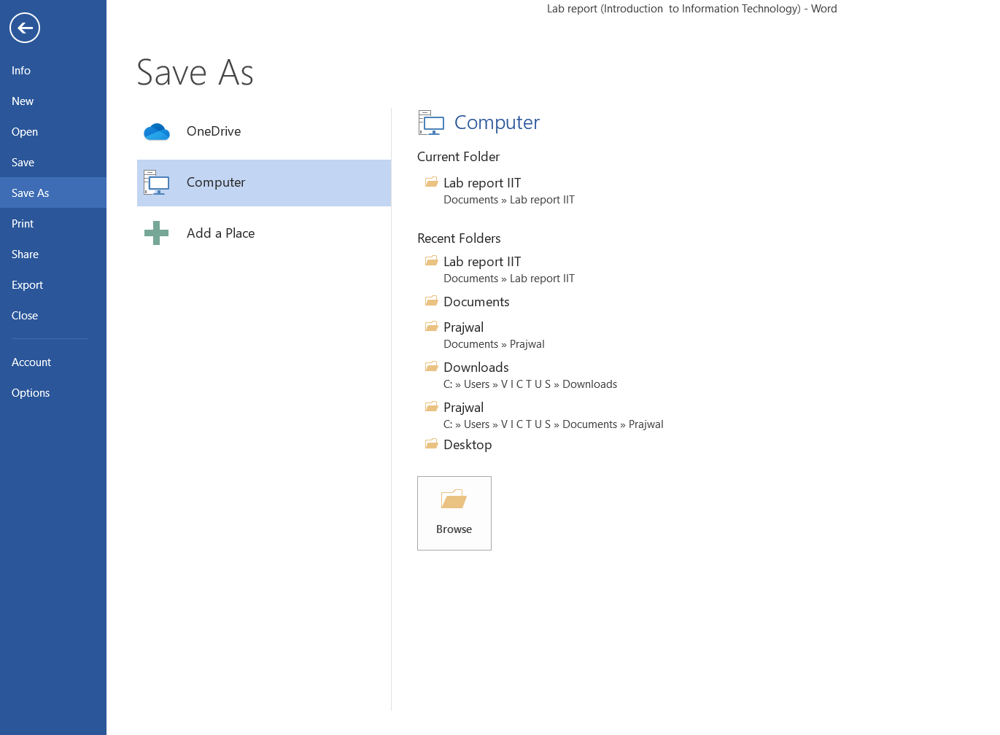 Lab report (Introduction  to Information Technology) - Word
Info
New
Open
Save
Save As
Print
Share
Export
Close
Account
Options
Save As
OneDrive
Computer
Add a Place
Computer
Current Folder
Lab report IIT
Documents » Lab report IIT
Recent Folders
Lab report IIT
Documents » Lab report IIT
Documents
Prajwal
Documents » Prajwal
Downloads
C: » Users » V I C T U S » Downloads
Prajwal
C: » Users » V I C T U S » Documents » Prajwal
Desktop
Browse